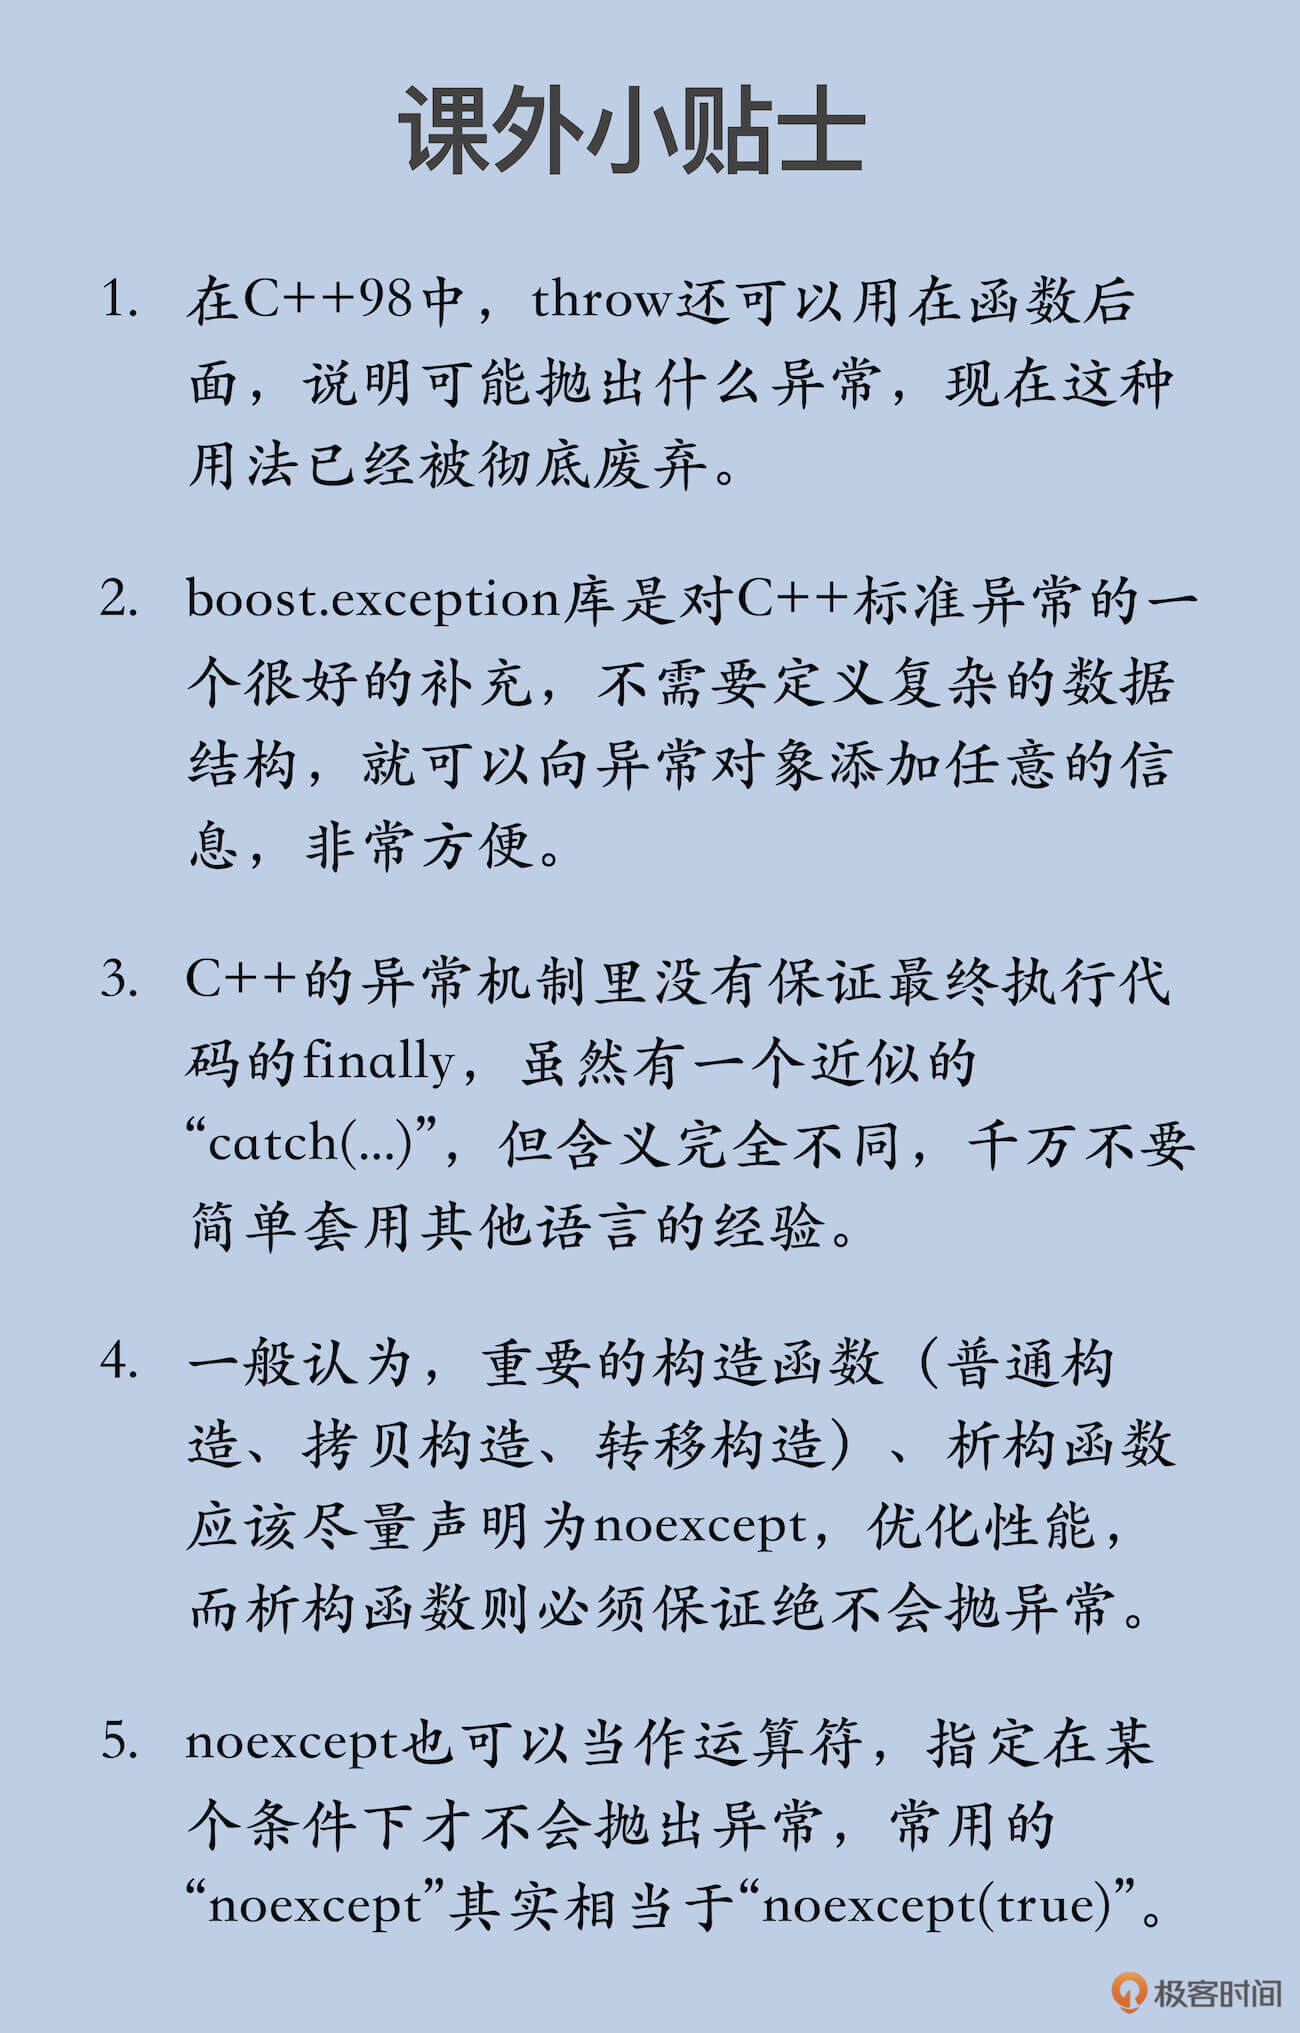 课外小贴士
1. 在C++98中，throw还可以用在函数后
面，说明可能抛出什么异常，现在这种
用法已经被彻底废弃。
2. boost.exception库是对C++标准异常的一
个很好的补充，不需要定义复杂的数据
结构，就可以向异常对象添加任意的信
息，非常方便。
3. C++的异常机制里没有保证最终执行代
码的finally，虽然有一个近似的
“catch(...)”，但含义完全不同，千万不要
简单套用其他语言的经验。
4. 一般认为，重要的构造函数（普通构
造、拷贝构造、转移构造）、析构函数
应该尽量声明为noexcept，优化性能，
而析构函数则必须保证绝不会抛异常。
5. noexcept也可以当作运算符，指定在某
个条件下才不会抛出异常，常用的
“noexcept”其实相当于“noexcept(true)”。
极客时间